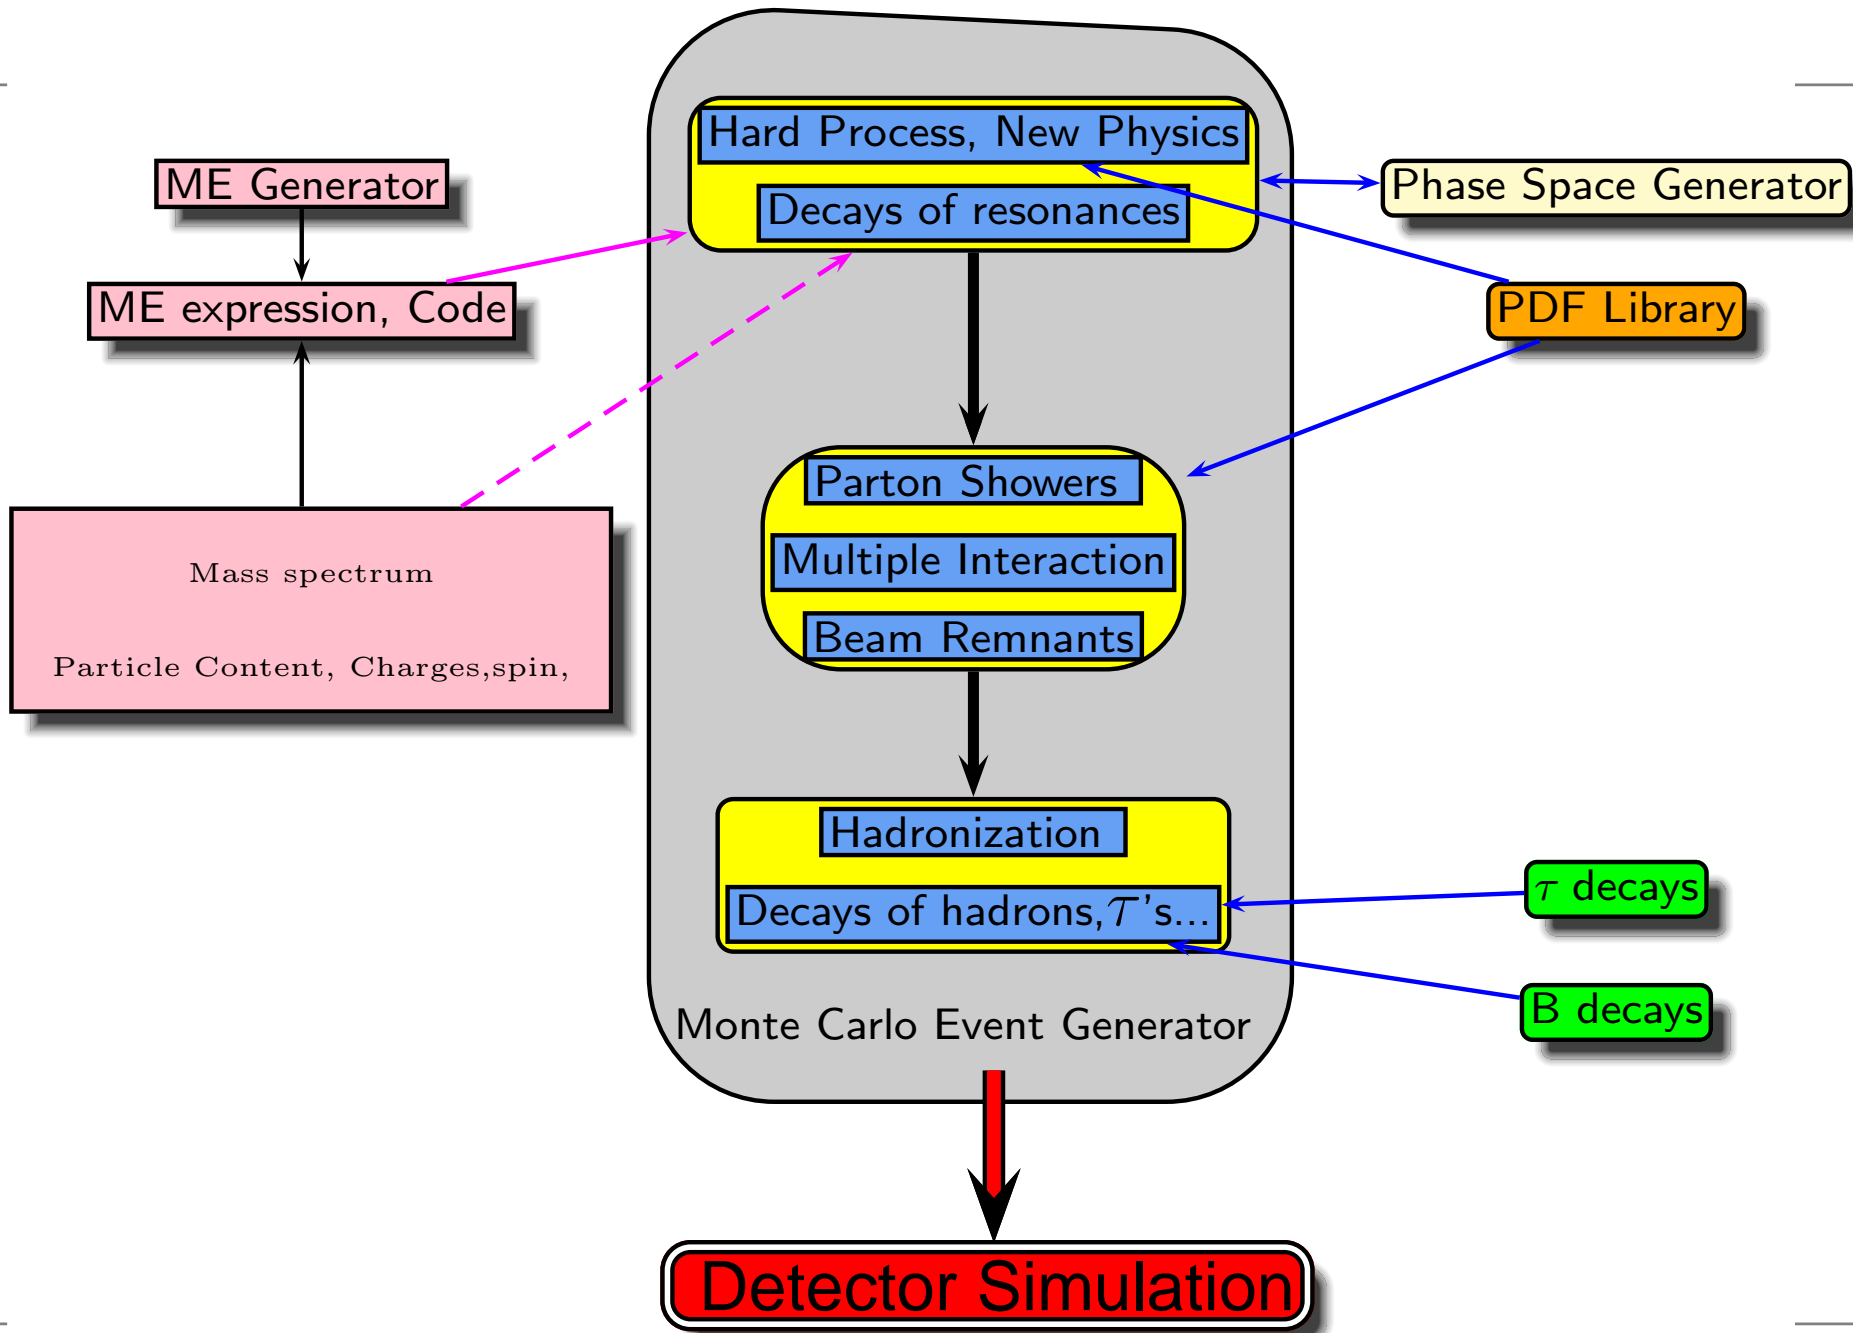 Hard Process, New Physics
ME Generator
Phase Space Generator
Decays of resonances
ME expression, Code
PDF Library
Parton Showers
Multiple Interaction
Mass spectrum
Beam Remnants
Particle Content, Charges,spin,
Hadronization
τ decays
Decays of hadrons,τ's...
B decays
Monte Carlo Event Generator
Detector Simulation